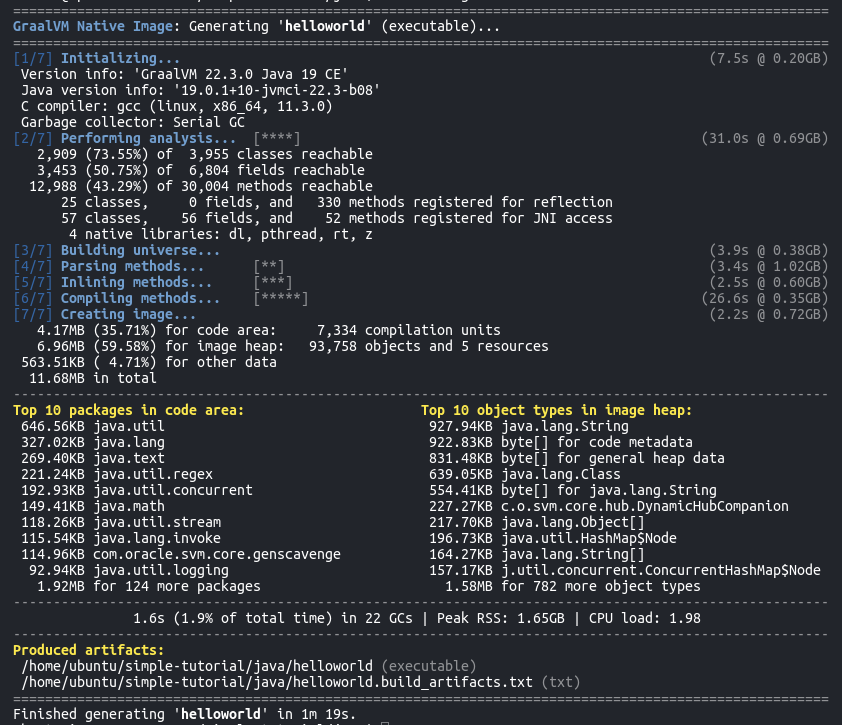 GraalVM Native Image: Generating 'helloworld' (executable)...
[1/7] Initializing... (7.5s @ 0.20GB)
Version info: 'GraalVM 22.3.0 Java 19 CE'
Java version info: '19.0.1+10-jvmci-22.3-b08'
C compiler: gcc (linux, x86_64, 11.3.0)
Garbage collector: Serial GC
[2/7] Performing analysis... [****] (31.0s @ 0.69GB)
2,909 (73.55%) of 3,955 classes reachable
3,453 (50.75%) of 6,804 fields reachable
12,988 (43.29%) of 30,004 methods reachable
25 classes, 0 fields, and 330 methods registered for reflection
57 classes, 56 fields, and 52 methods registered for JNI access
4 native libraries: dl, pthread, rt, z
[3/7] Building universe... (3.9s @ 0.38GB)
[4/7] Parsing methods... [**] (3.4s @ 1.02GB)
[5/7] Inlining methods... [***] (2.5s @ 0.60GB)
[6/7] Compiling methods... [*****] (26.6s @ 0.35GB)
[7/7] Creating image... (2.2s @ 0.72GB)
4.17MB (35.71%) for code area: 7,334 compilation units
6.96MB (59.58%) for image heap: 93,758 objects and 5 resources
563.51KB ( 4.71%) for other data
11.68MB in total
Top 10 packages in code area: Top 10 object types in image heap:
646.56KB java.util 927.94KB java.lang.String
327.02KB java.lang 922.83KB byte[] for code metadata
269.40KB java.text 831.48KB byte[] for general heap data
221.24KB java.util.regex 639.05KB java.lang.Class
192.93KB java.util.concurrent 554.41KB byte[] for java.lang.String
149.41KB java.math 227.27KB c.o.svm.core.hub.DynamicHubCompanion
118.26KB java.util.stream 217.70KB java.lang.Object[]
115.54KB java.lang.invoke 196.73KB java.util.HashMap$Node
114.96KB com.oracle.svm.core.genscavenge 164.27KB java.lang.String[]
92.94KB java.util.logging 157.17KB j.util.concurrent.ConcurrentHashMap$Node
1.92MB for 124 more packages 1.58MB for 782 more object types
1.6s (1.9% of total time) in 22 GCs | Peak RSS: 1.65GB | CPU load: 1.98
Produced artifacts:
/home/ubuntu/simple-tutorial/java/helloworld (executable)
/home/ubuntu/simple-tutorial/java/helloworld.build_artifacts.txt (txt)
Finished generating 'helloworld' in 1m 19s.